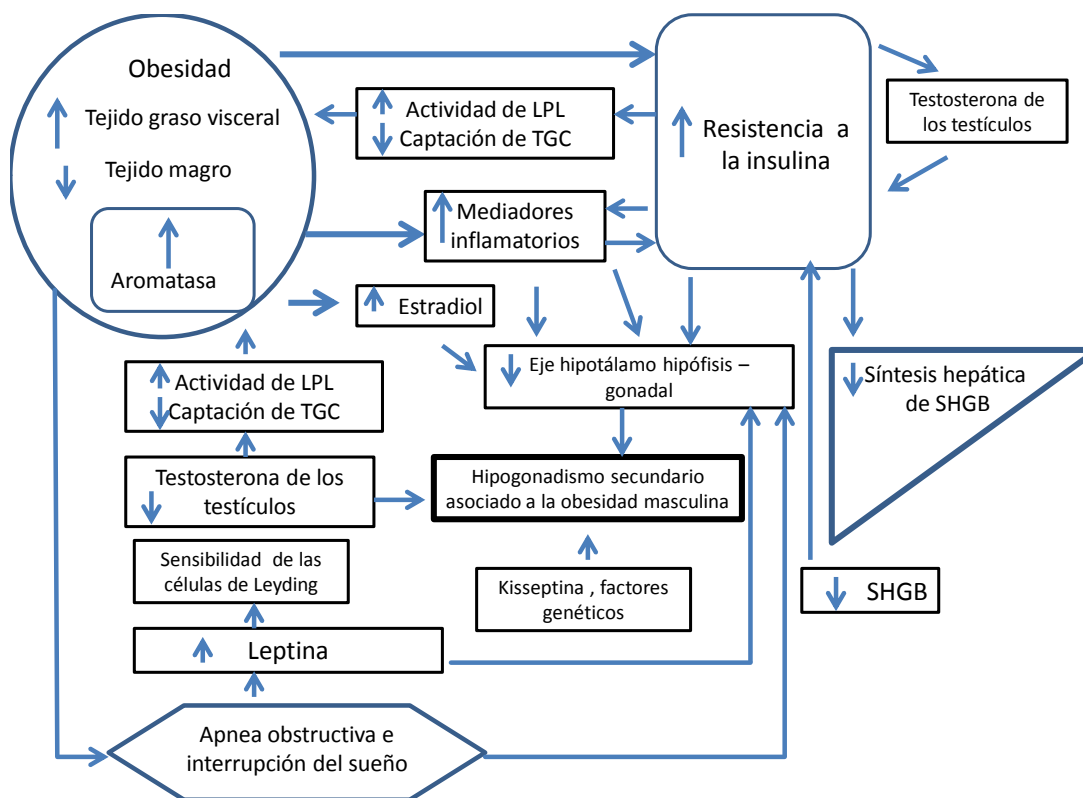 Obesidad
Tejido graso visceral
Tejido magro
Aromatasa
Actividad de LPL
Captación de TGC
Resistencia a
la insulina
Testosterona de
los testículos
Mediadores
inflamatorios
Estradiol
Eje hipotálamo hipófisis –
gonadal
Síntesis hepática
de SHGB
Actividad de LPL
Captación de TGC
Testosterona de los
testículos
Hipogonadismo secundario
asociado a la obesidad masculina
Sensibilidad de las
células de Leyding
Kisseptina , factores
genéticos
SHGB
Leptina
Apnea obstructiva e
interrupción del sueño